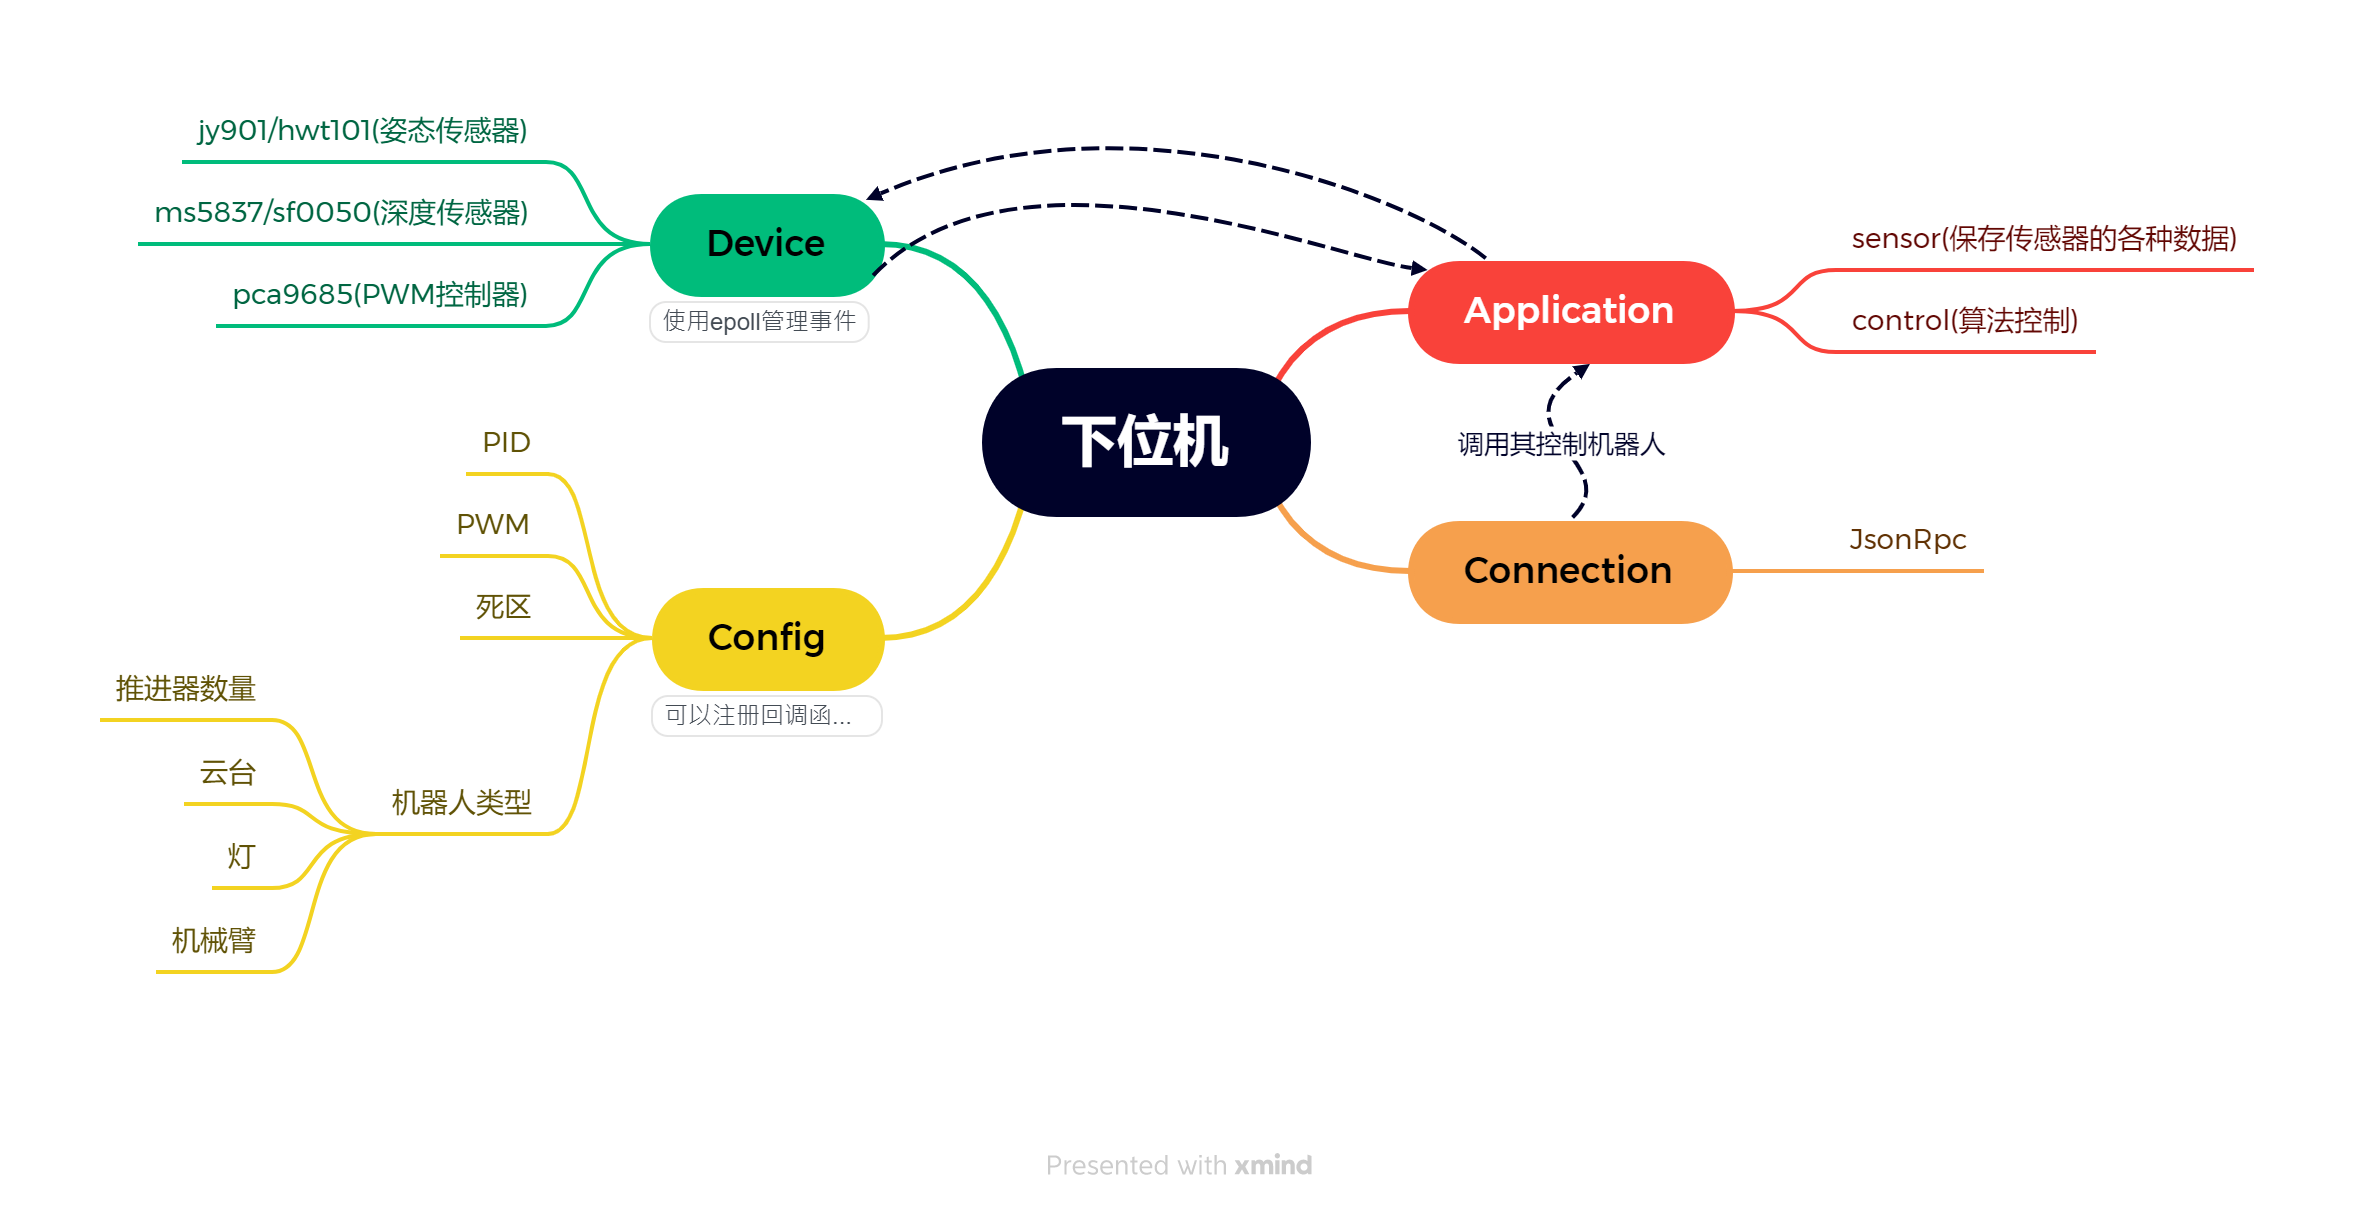 下位机
Device
使用epoll管理事件
jy901/hwt101(姿态传感器)
ms5837/sf0050(深度传感器)
pca9685(PWM控制器)
Config
可以注册回调函...
PID
PWM
死区
机器人类型
推进器数量
云台
灯
机械臂
Application
sensor(保存传感器的各种数据)
control(算法控制)
调用其控制机器人
Connection
JsonRpc
Presented with xmind